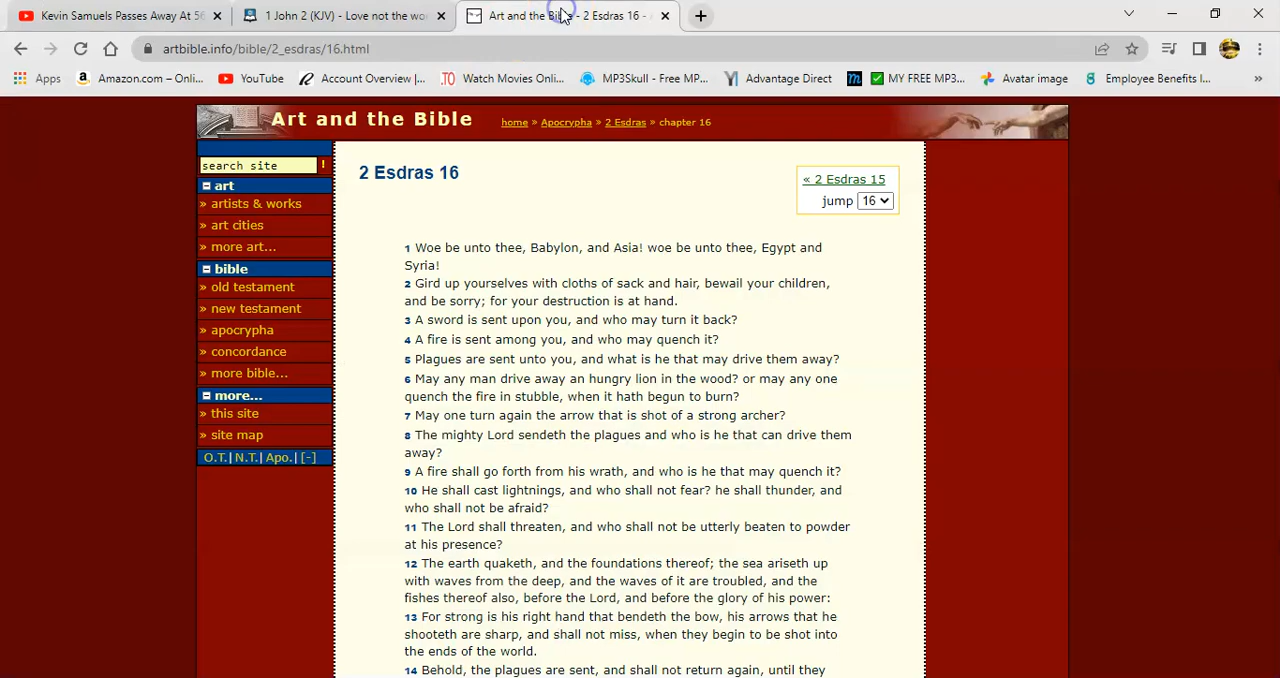 Kevin Samuels Passes Away At 56
1 John 2 (KJV) - Love not the wo
Art and the Bible - 2 Esdras 16 -
artbible.info/bible/2_esdras/16.html
Apps
Amazon.com – Onli...
YouTube
Account Overview |...
Watch Movies Onlin...
MP3Skull - Free MP...
Advantage Direct
MY FREE MP3...
Avatar image
Employee Benefits I...
»
Art and the Bible
home » Apocrypha » 2 Esdras » chapter 16
search site !
art
» artists & works
» art cities
» more art...
bible
» old testament
» new testament
» apocrypha
» concordance
» more bible...
more...
» this site
» site map
O.T.| N.T.| Apo.| [-]
2 Esdras 16
« 2 Esdras 15
jump 16
1 Woe be unto thee, Babylon, and Asia! woe be unto thee, Egypt and
Syria!
2 Gird up yourselves with cloths of sack and hair, bewail your children,
and be sorry; for your destruction is at hand.
3 A sword is sent upon you, and who may turn it back?
4 A fire is sent among you, and who may quench it?
5 Plagues are sent unto you, and what is he that may drive them away?
6 May any man drive away an hungry lion in the wood? or may any one
quench the fire in stubble, when it hath begun to burn?
7 May one turn again the arrow that is shot of a strong archer?
8 The mighty Lord sendeth the plagues and who is he that can drive them
away?
9 A fire shall go forth from his wrath, and who is he that may quench it?
10 He shall cast lightnings, and who shall not fear? he shall thunder, and
who shall not be afraid?
11 The Lord shall threaten, and who shall not be utterly beaten to powder
at his presence?
12 The earth quaketh, and the foundations thereof; the sea ariseth up
with waves from the deep, and the waves of it are troubled, and the
fishes thereof also, before the Lord, and before the glory of his power:
13 For strong is his right hand that bendeth the bow, his arrows that he
shooteth are sharp, and shall not miss, when they begin to be shot into
the ends of the world.
14 Behold, the plagues are sent, and shall not return again, until they